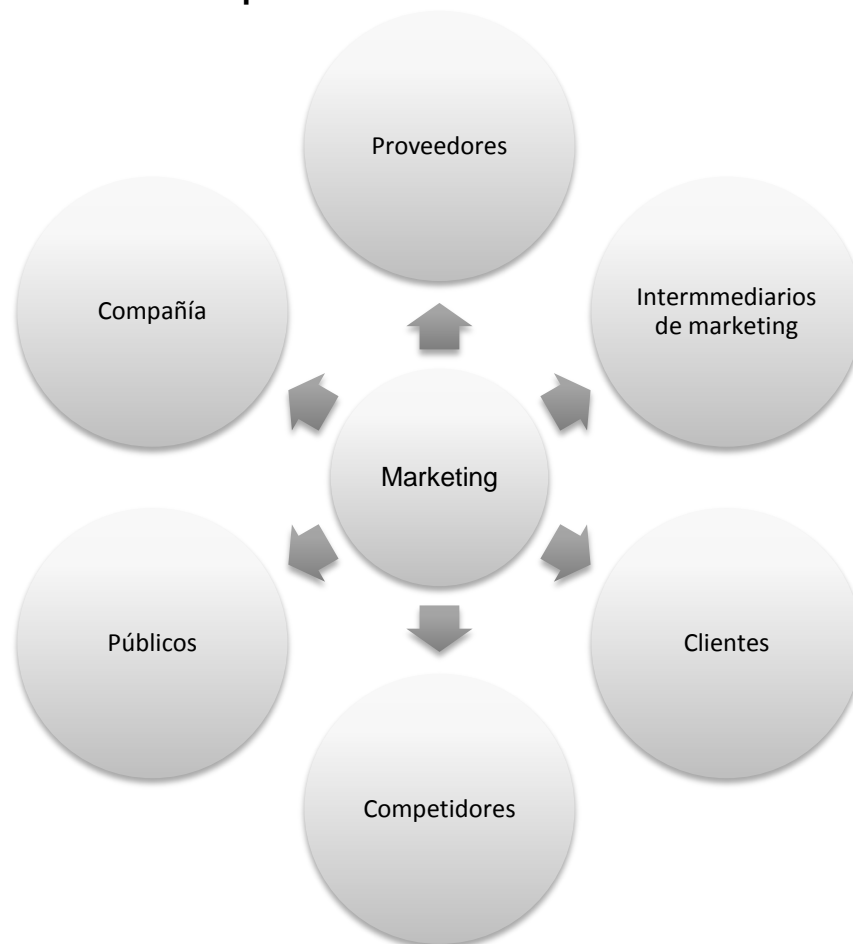 Proveedores
Compañía
Intermmediarios
de marketing
Marketing
Públicos
Clientes
Competidores